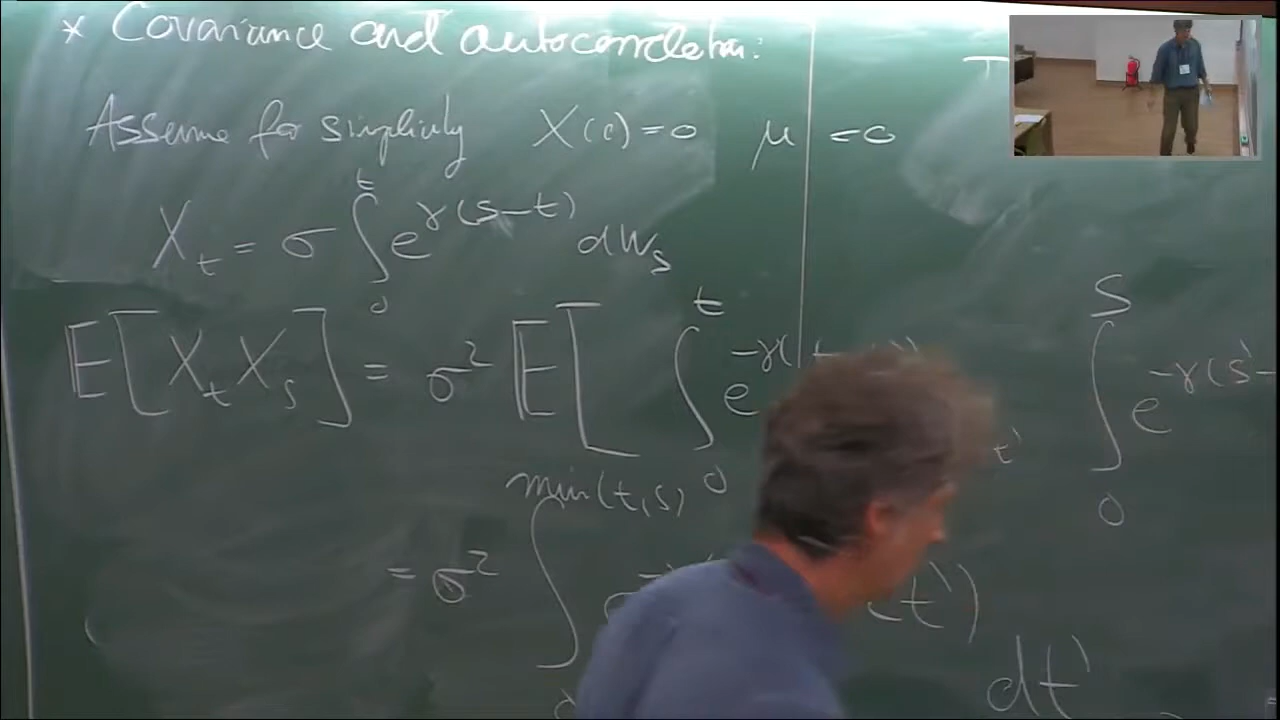 * Covariance and autocorrelation:
Assume for simplicity X(0)=0 μ=0
X_t = σ ∫_0^t e^{γ(s-t)} dW_s
E[X_t X_s] = σ² E[ ∫_0^t e^{-γ( t' ∫_0^s e^{-γ(s'-
= σ² ∫ min(t,s) t') dt'